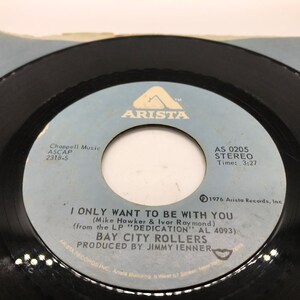 ARISTA
Chappell Music
ASCAP
2318-S
AS 0205
STEREO
Time: 3:27
℗ 1976 Arista Records, Inc.
I ONLY WANT TO BE WITH YOU
(Mike Hawker & Ivor Raymond)
(from the LP "DEDICATION" AL 4093)
BAY CITY ROLLERS
PRODUCED BY JIMMY IENNER